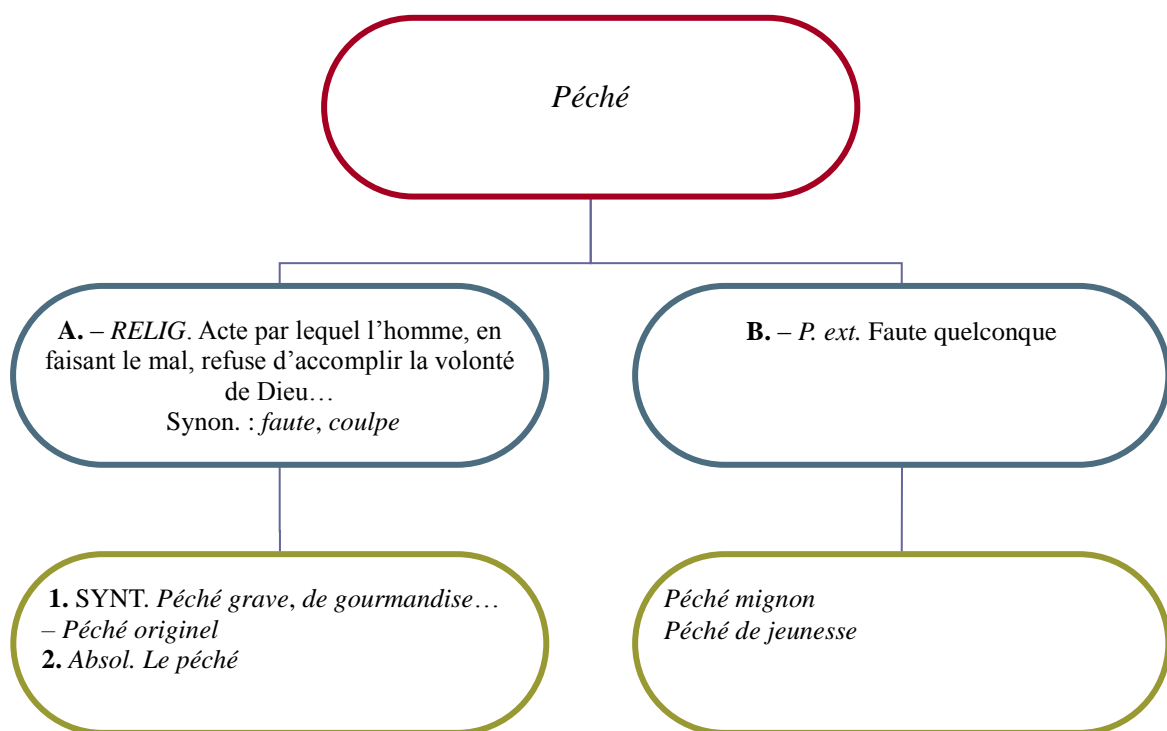 Péché
A. – RELIG. Acte par lequel l’homme, en
faisant le mal, refuse d’accomplir la volonté
de Dieu…
Synon. : faute, coulpe
B. – P. ext. Faute quelconque
1. SYNT. Péché grave, de gourmandise…
– Péché originel
2. Absol. Le péché
Péché mignon
Péché de jeunesse